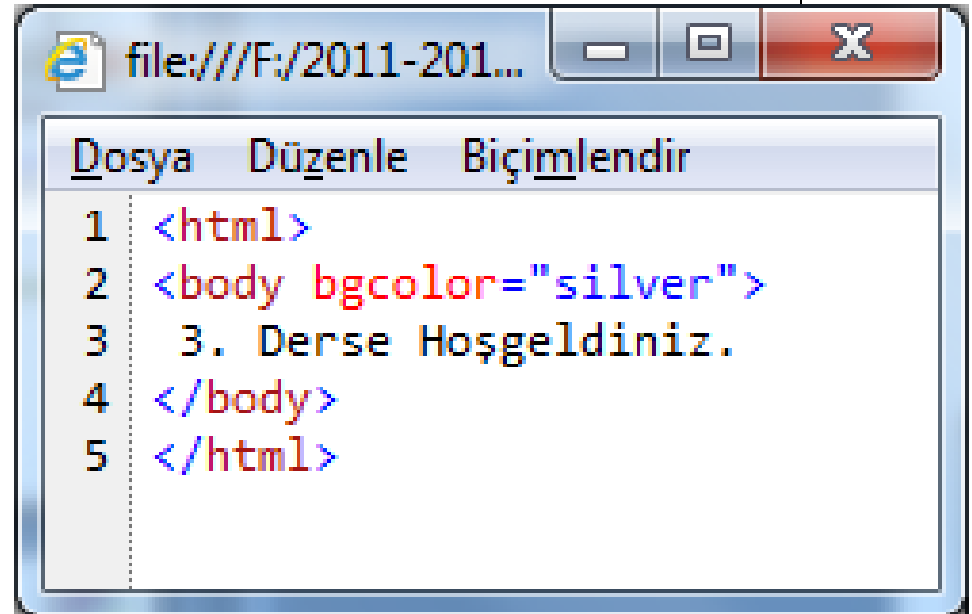 file:///F:/2011-201...
Dosya Düzenle Biçimlendir
1 <html>
2 <body bgcolor="silver">
3 3. Derse Hoşgeldiniz.
4 </body>
5 </html>